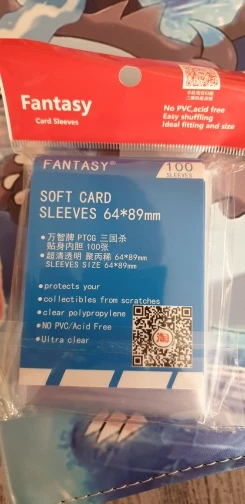 Fantasy
Card Sleeves
No PVC,acid free
Easy shuffling
Ideal fitting and size
FANTASY®
100
SLEEVES
SOFT CARD
SLEEVES 64*89mm
• 万智牌 PTCG 三国杀
贴身内胆 100张
• 超清透明 聚丙烯 64*89mm
SLEEVES SIZE 64*89mm
•protects your
•collectibles from scratches
•clear polypropylene
•NO PVC/Acid Free
•Ultra clear
淘